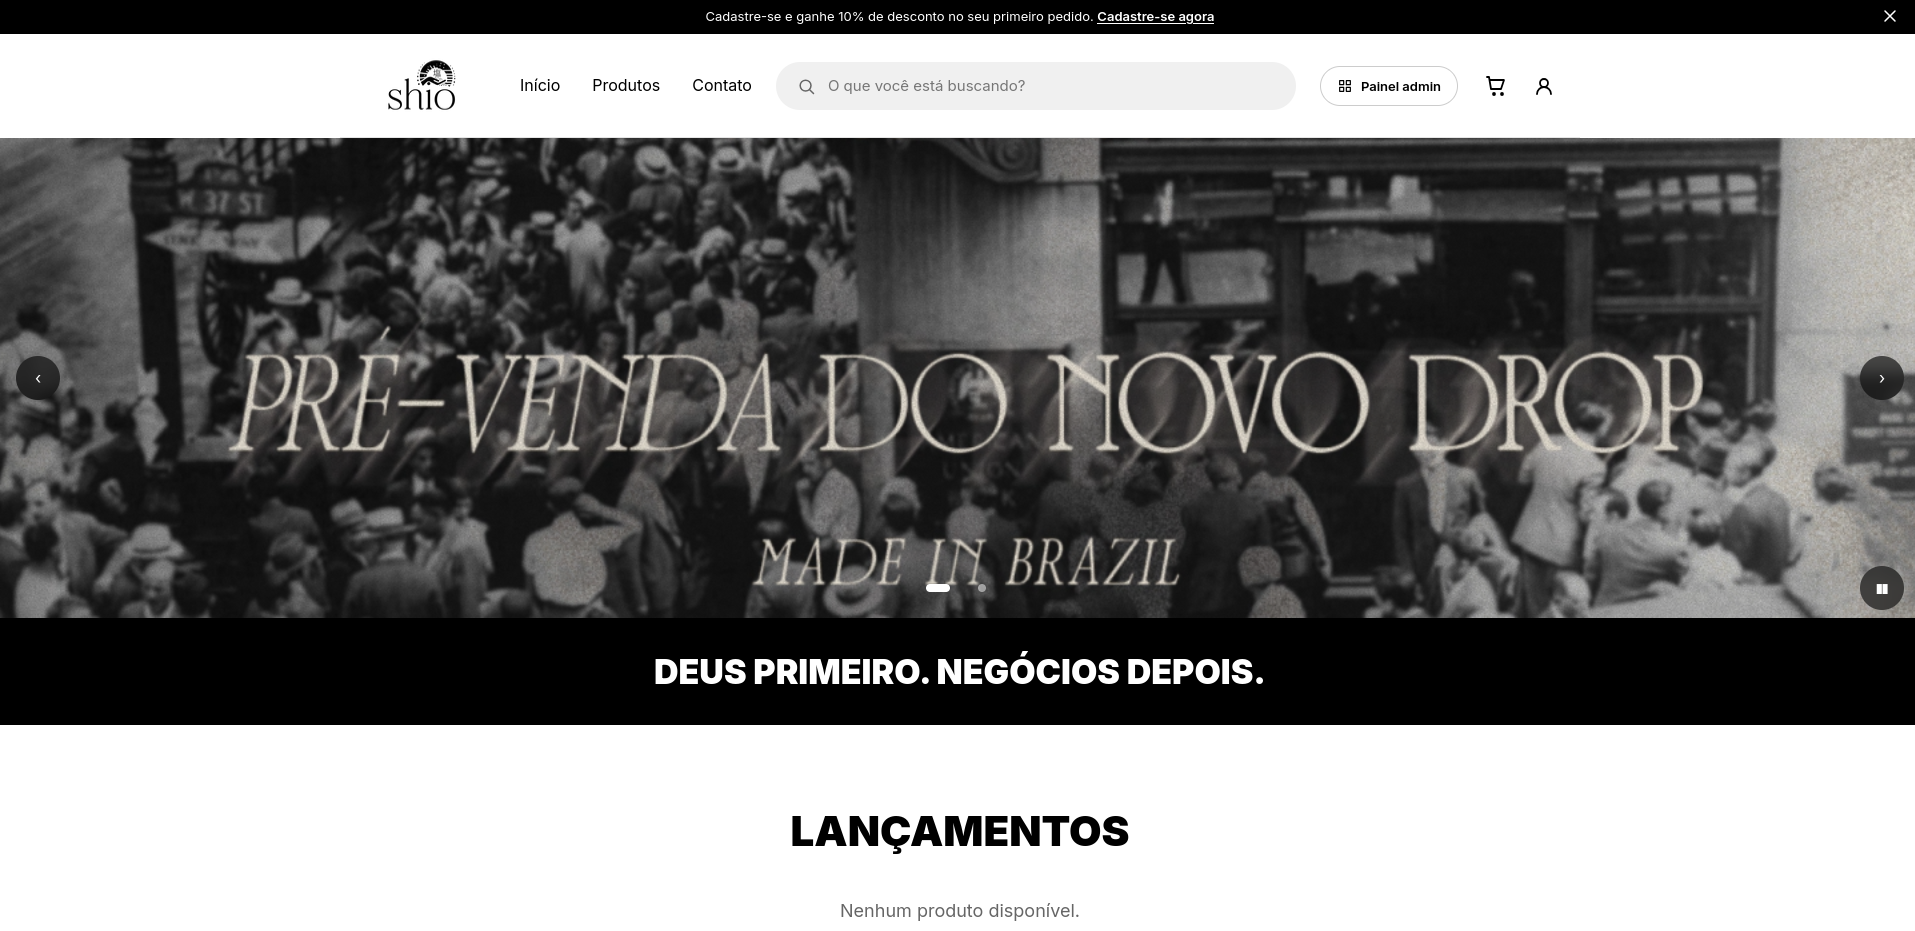 Cadastre-se e ganhe 10% de desconto no seu primeiro pedido. Cadastre-se agora
shio
Início Produtos Contato O que você está buscando? Painel admin
W 37 ST
PRÉ-VENDA DO NOVO DROP
MADE IN BRAZIL
DEUS PRIMEIRO. NEGÓCIOS DEPOIS.
LANÇAMENTOS
Nenhum produto disponível.